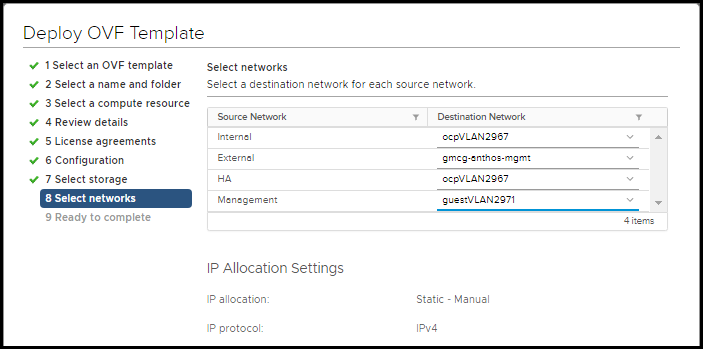 Deploy OVF Template
1 Select an OVF template
2 Select a name and folder
3 Select a compute resource
4 Review details
5 License agreements
6 Configuration
7 Select storage
8 Select networks
9 Ready to complete
Select networks
Select a destination network for each source network.
Source Network Destination Network
Internal ocpVLAN2967
External gmcg-anthos-mgmt
HA ocpVLAN2967
Management guestVLAN2971
4 items
IP Allocation Settings
IP allocation: Static - Manual
IP protocol: IPv4